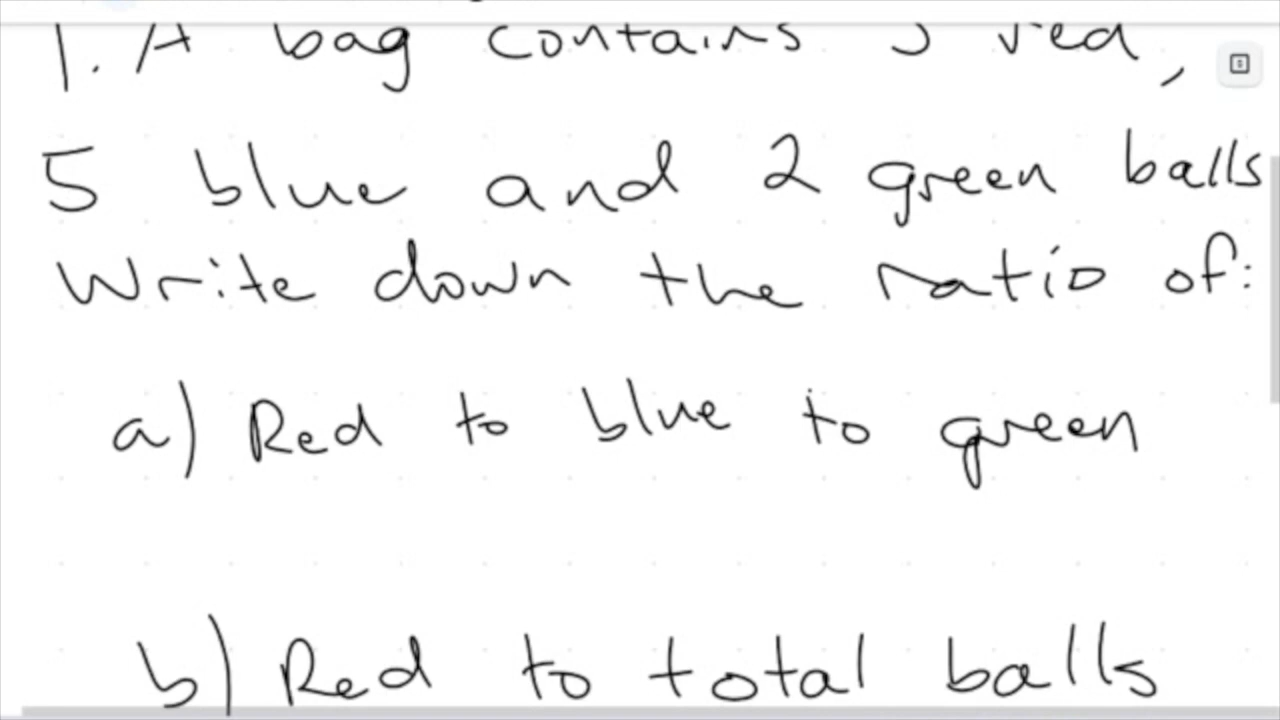 1. A bag contains red,
5 blue and 2 green balls
Write down the ratio of:
a) Red to blue to green
b) Red to total balls